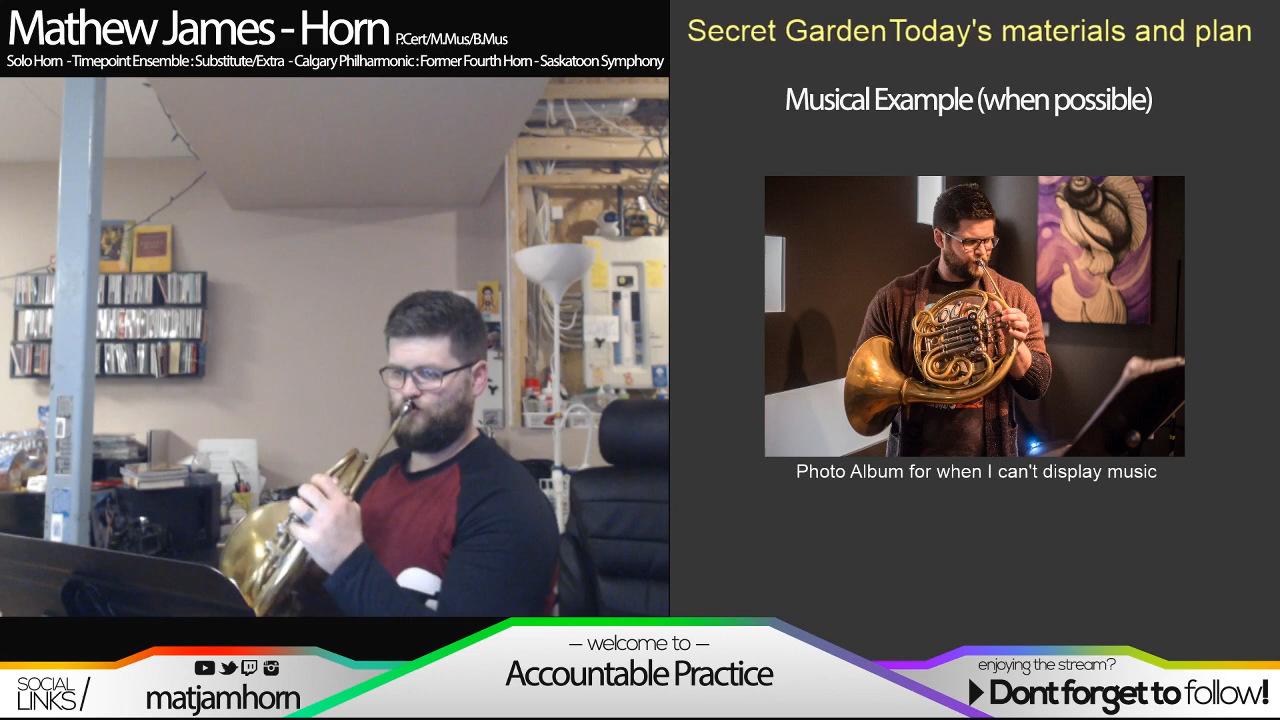 Mathew James - Horn P.Cert/M.Mus/B.Mus
Solo Horn - Timepoint Ensemble : Substitute/Extra - Calgary Philharmonic : Former Fourth Horn - Saskatoon Symphony
Secret GardenToday's materials and plan
Musical Example (when possible)
Photo Album for when I can't display music
SOCIAL
LINKS /
matjamhorn
— welcome to —
Accountable Practice
enjoying the stream?
Dont forget to follow!